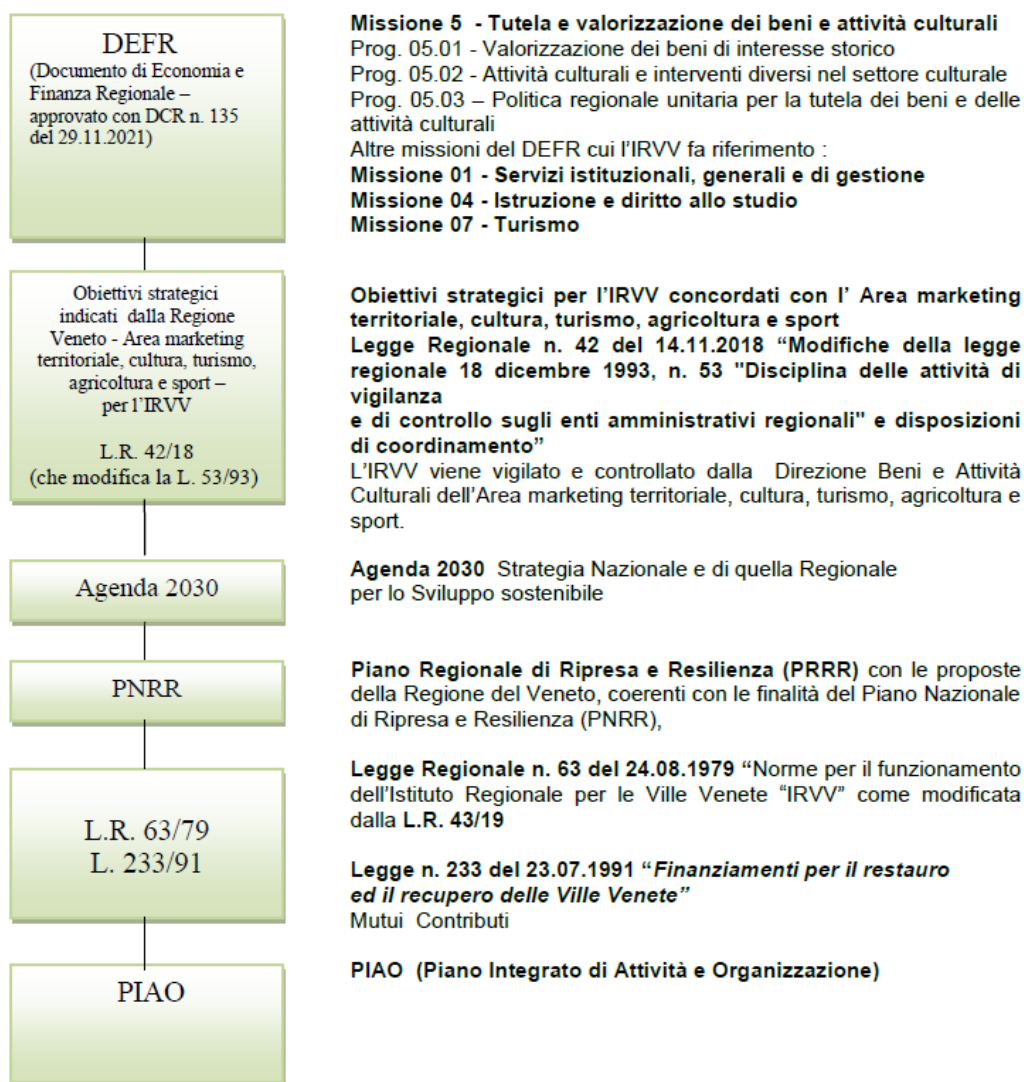 DEFR
(Documento di Economia e
Finanza Regionale –
approvato con DCR n. 135
del 29.11.2021)
Missione 5  - Tutela e valorizzazione dei beni e attività culturali
Prog. 05.01 - Valorizzazione dei beni di interesse storico
Prog. 05.02 - Attività culturali e interventi diversi nel settore culturale
Prog. 05.03 – Politica regionale unitaria per la tutela dei beni e delle
attività culturali
Altre missioni del DEFR cui l'IRVV fa riferimento :
Missione 01 - Servizi istituzionali, generali e di gestione
Missione 04 - Istruzione e diritto allo studio
Missione 07 - Turismo
Obiettivi strategici
indicati  dalla Regione
Veneto - Area marketing
territoriale, cultura, turismo,
agricoltura e sport –
per l'IRVV
L.R. 42/18
(che modifica la L. 53/93)
Obiettivi strategici per l'IRVV concordati con l' Area marketing
territoriale, cultura, turismo, agricoltura e sport
Legge Regionale n. 42 del 14.11.2018 “Modifiche della legge
regionale 18 dicembre 1993, n. 53 "Disciplina delle attività di
vigilanza
e di controllo sugli enti amministrativi regionali" e disposizioni
di coordinamento”
L'IRVV viene vigilato e controllato dalla  Direzione Beni e Attività
Culturali dell'Area marketing territoriale, cultura, turismo, agricoltura e
sport.
Agenda 2030
Agenda 2030  Strategia Nazionale e di quella Regionale
per lo Sviluppo sostenibile
PNRR
Piano Regionale di Ripresa e Resilienza (PRRR) con le proposte
della Regione del Veneto, coerenti con le finalità del Piano Nazionale
di Ripresa e Resilienza (PNRR),
L.R. 63/79
L. 233/91
Legge Regionale n. 63 del 24.08.1979 “Norme per il funzionamento
dell'Istituto Regionale per le Ville Venete “IRVV” come modificata
dalla L.R. 43/19
Legge n. 233 del 23.07.1991 “Finanziamenti per il restauro
ed il recupero delle Ville Venete”
Mutui  Contributi
PIAO
PIAO  (Piano Integrato di Attività e Organizzazione)